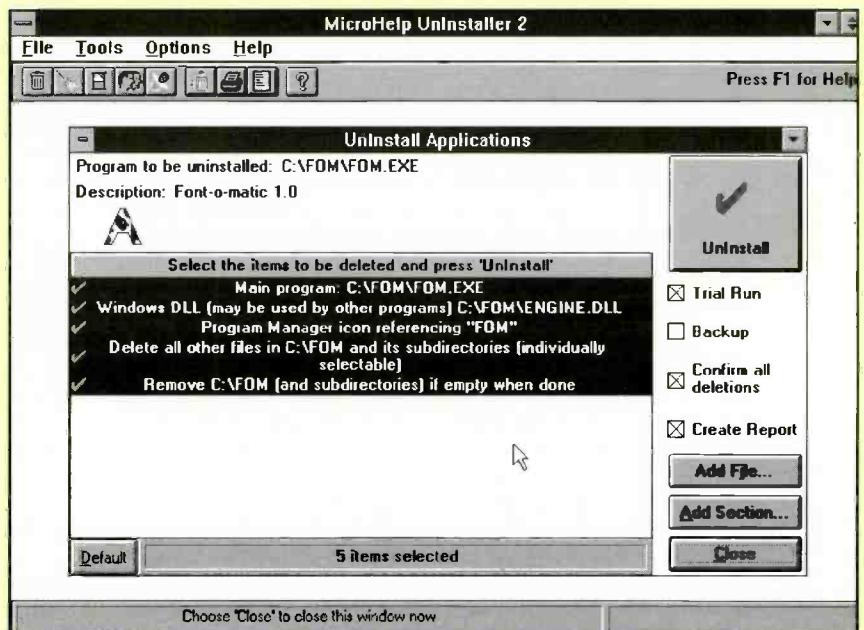 MicroHelp UnInstaller 2
File Tools Options Help
Press F1 for Help
UnInstall Applications
Program to be uninstalled: C:\FOM\FOM.EXE
Description: Font-o-matic 1.0
UnInstall
Select the items to be deleted and press 'UnInstall'
Main program: C:\FOM\FOM.EXE
Windows DLL (may be used by other programs) C:\FOM\ENGINE.DLL
Program Manager icon referencing "FOM"
Delete all other files in C:\FOM and its subdirectories (individually
selectable)
Remove C:\FOM (and subdirectories) if empty when done
Trial Run
Backup
Confirm all
deletions
Create Report
Add File...
Add Section...
Default
5 items selected
Close
Choose 'Close' to close this window now